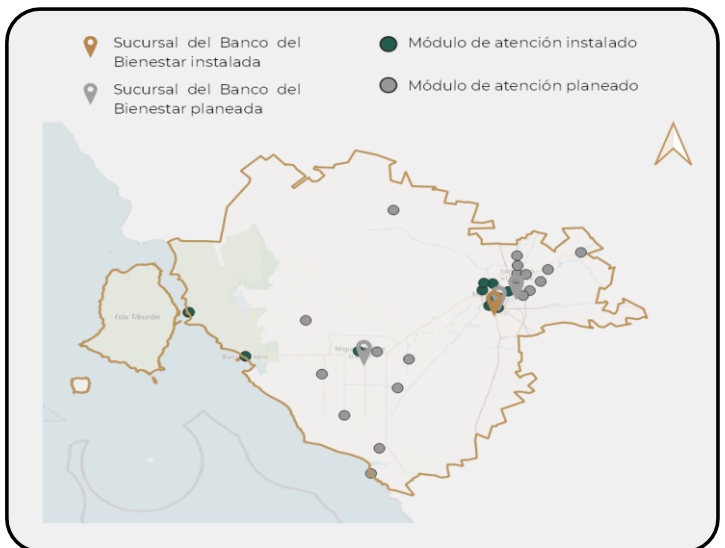 Sucursal del Banco del
Bienestar instalada
Módulo de atención instalado
Sucursal del Banco del
Bienestar planeada
Módulo de atención planeado
Isla Tiburón